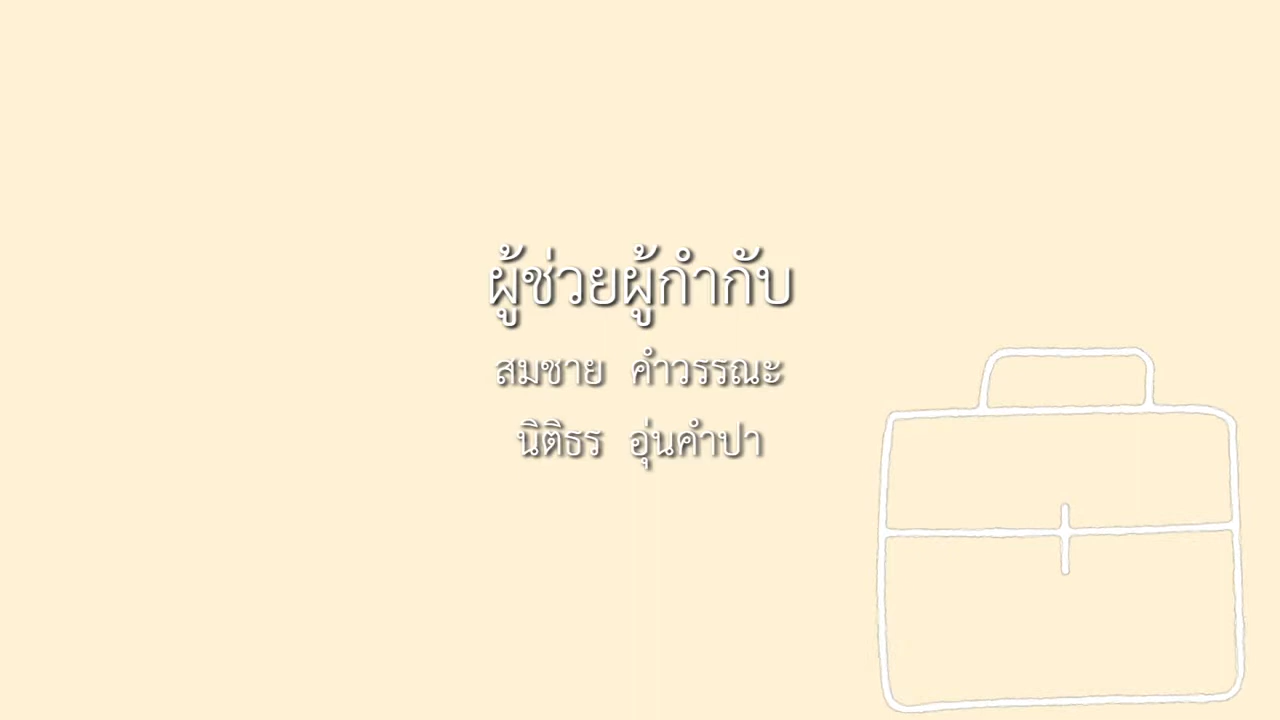 ผู้ช่วยผู้กำกับ
สมชาย คำวรรณะ
นิติธร อุ่นคำปา